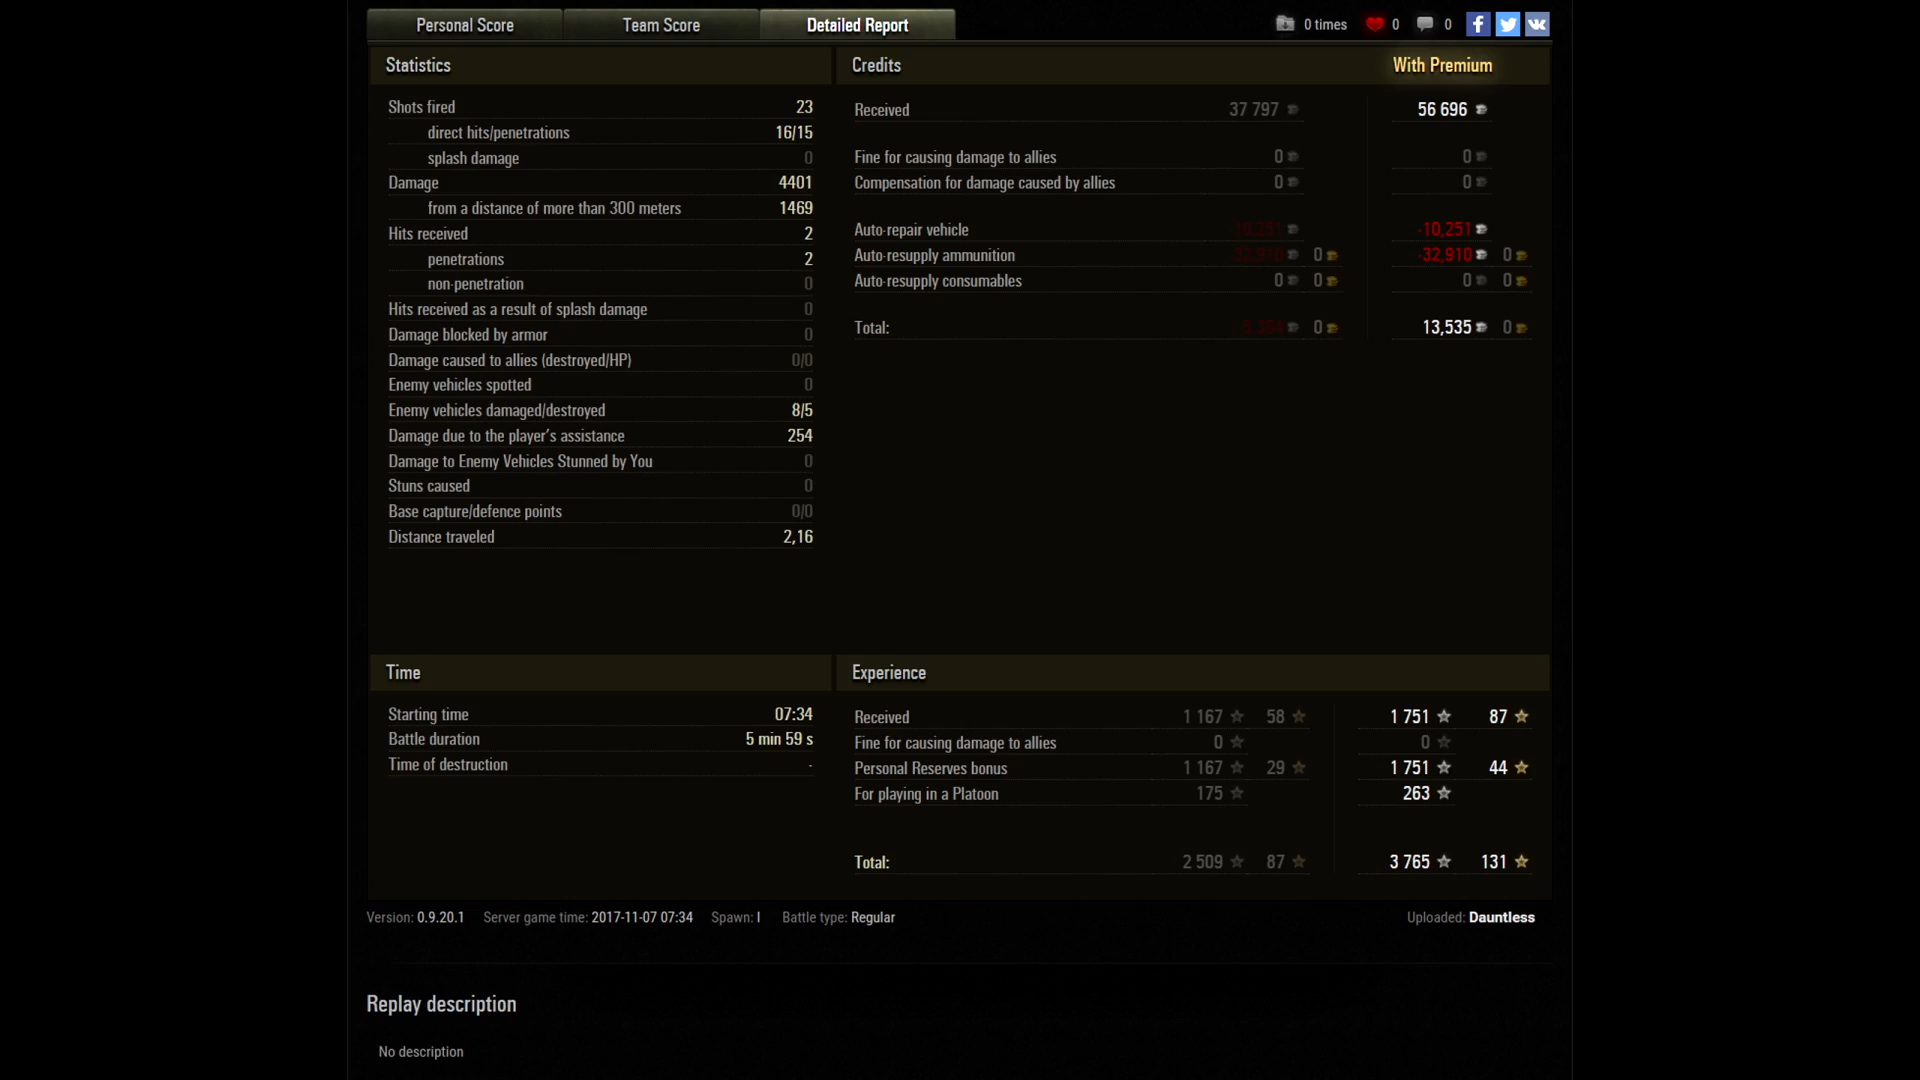 Personal Score Team Score Detailed Report 0 times 0 0
Statistics
Shots fired 23
direct hits/penetrations 16/15
splash damage 0
Damage 4401
from a distance of more than 300 meters 1469
Hits received 2
penetrations 2
non-penetration 0
Hits received as a result of splash damage 0
Damage blocked by armor 0
Damage caused to allies (destroyed/HP) 0/0
Enemy vehicles spotted 0
Enemy vehicles damaged/destroyed 8/5
Damage due to the player's assistance 254
Damage to Enemy Vehicles Stunned by You 0
Stuns caused 0
Base capture/defence points 0/0
Distance traveled 2,16
Credits With Premium
Received 37 797 56 696
Fine for causing damage to allies 0 0
Compensation for damage caused by allies 0 0
Auto-repair vehicle -10,251 -10,251
Auto-resupply ammunition -32,910 0 -32,910 0
Auto-resupply consumables 0 0 0 0
Total: -5,364 0 13,535 0
Time
Starting time 07:34
Battle duration 5 min 59 s
Time of destruction -
Experience
Received 1 167 58 1 751 87
Fine for causing damage to allies 0 0
Personal Reserves bonus 1 167 29 1 751 44
For playing in a Platoon 175 263
Total: 2 509 87 3 765 131
Version: 0.9.20.1 Server game time: 2017-11-07 07:34 Spawn: I Battle type: Regular Uploaded: Dauntless
Replay description
No description